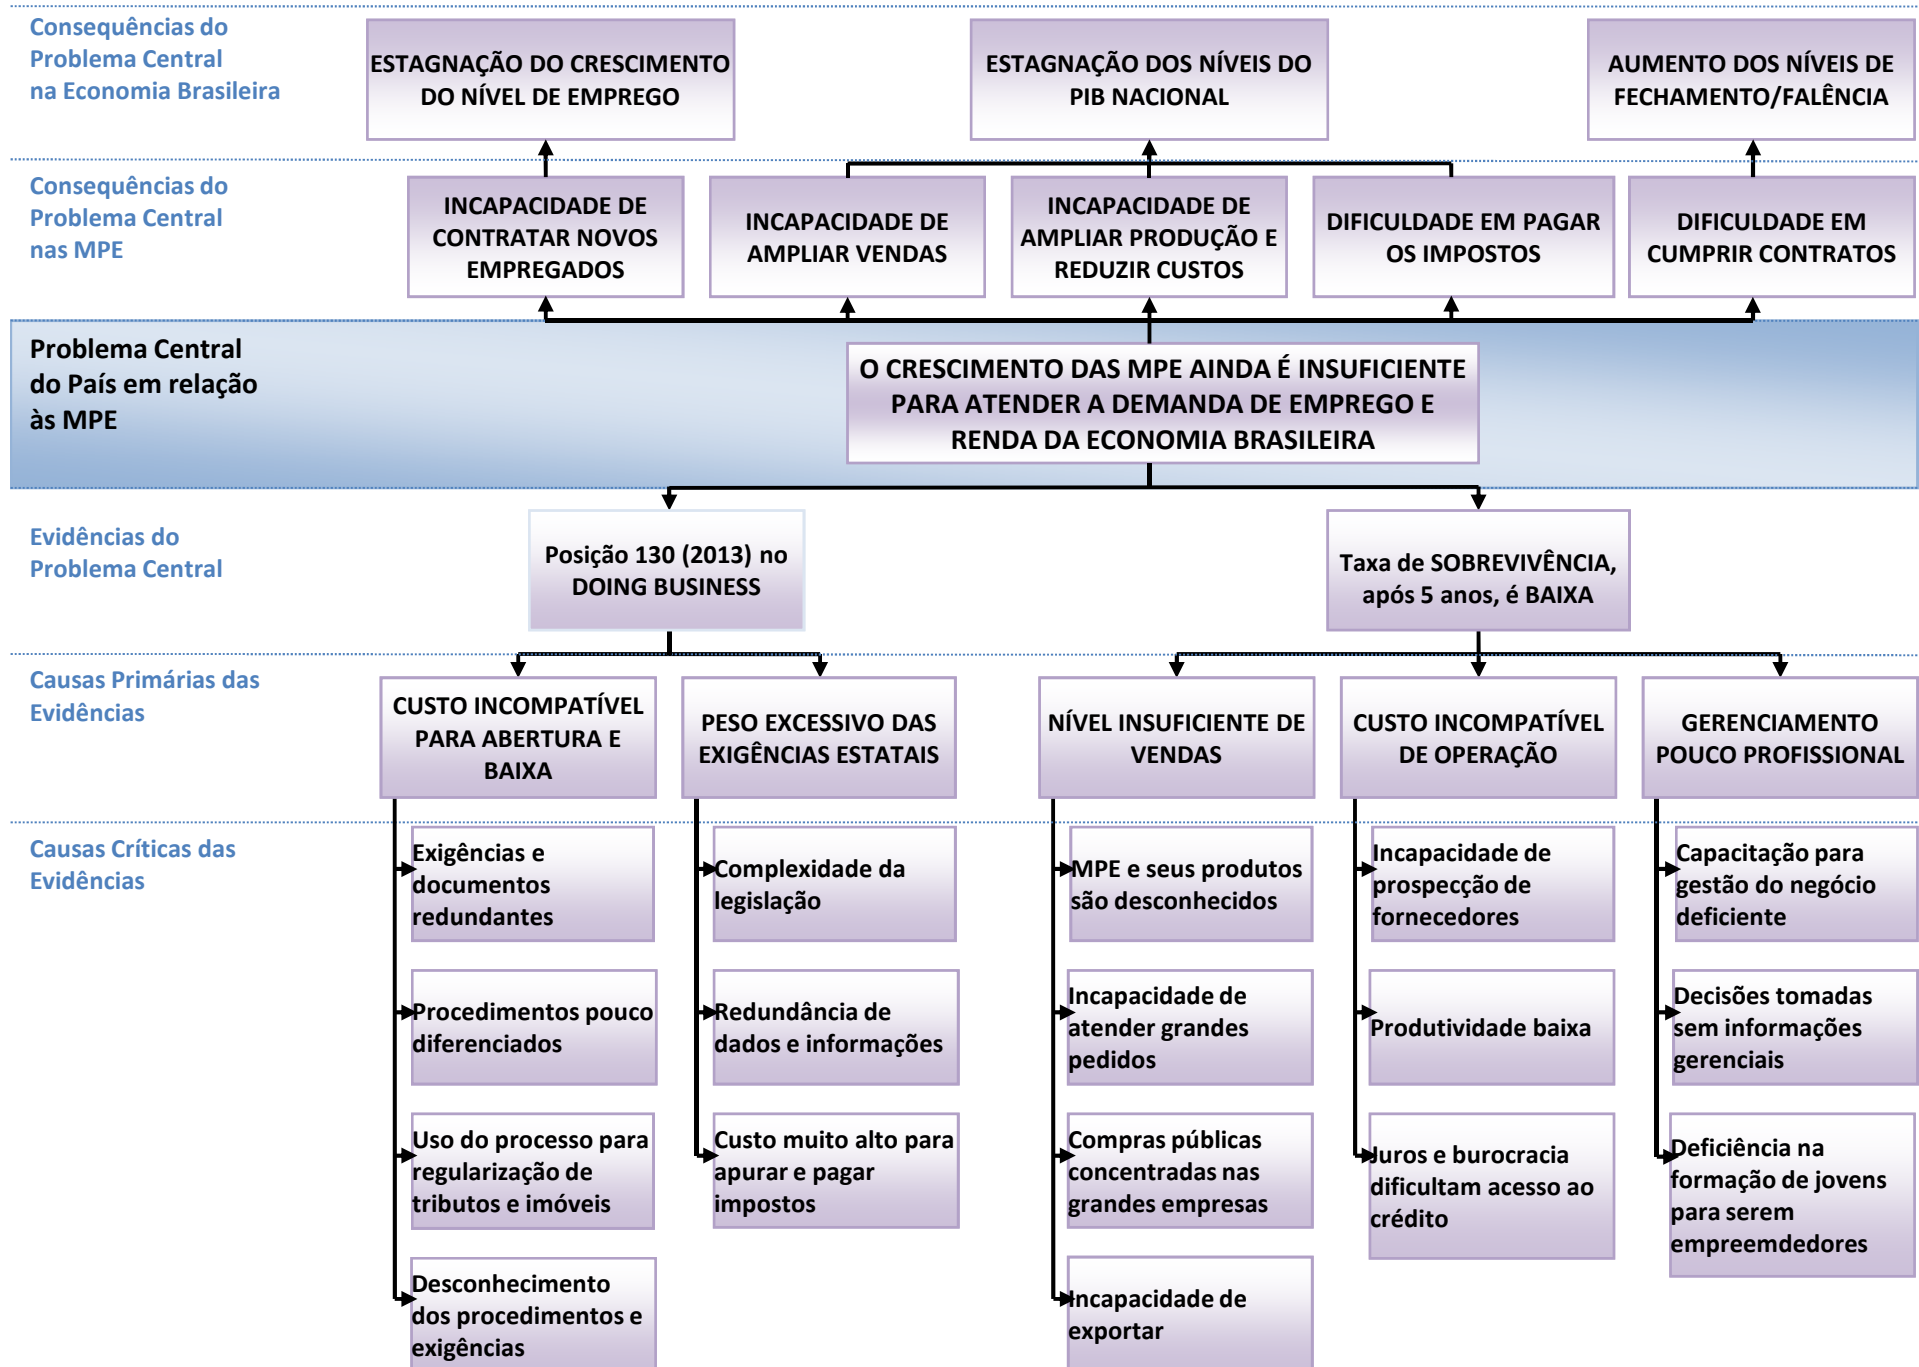 Consequências do
Problema Central
na Economia Brasileira
ESTAGNAÇÃO DO CRESCIMENTO
DO NÍVEL DE EMPREGO
ESTAGNAÇÃO DOS NÍVEIS DO
PIB NACIONAL
AUMENTO DOS NÍVEIS DE
FECHAMENTO/FALÊNCIA
Consequências do
Problema Central
nas MPE
INCAPACIDADE DE
CONTRATAR NOVOS
EMPREGADOS
INCAPACIDADE DE
AMPLIAR VENDAS
INCAPACIDADE DE
AMPLIAR PRODUÇÃO E
REDUZIR CUSTOS
DIFICULDADE EM PAGAR
OS IMPOSTOS
DIFICULDADE EM
CUMPRIR CONTRATOS
Problema Central
do País em relação
às MPE
O CRESCIMENTO DAS MPE AINDA É INSUFICIENTE
PARA ATENDER A DEMANDA DE EMPREGO E
RENDA DA ECONOMIA BRASILEIRA
Evidências do
Problema Central
Posição 130 (2013) no
DOING BUSINESS
Taxa de SOBREVIVÊNCIA,
após 5 anos, é BAIXA
Causas Primárias das
Evidências
CUSTO INCOMPATÍVEL
PARA ABERTURA E
BAIXA
PESO EXCESSIVO DAS
EXIGÊNCIAS ESTATAIS
NÍVEL INSUFICIENTE DE
VENDAS
CUSTO INCOMPATÍVEL
DE OPERAÇÃO
GERENCIAMENTO
POUCO PROFISSIONAL
Causas Críticas das
Evidências
Exigências e
documentos
redundantes
Procedimentos pouco
diferenciados
Uso do processo para
regularização de
tributos e imóveis
Desconhecimento
dos procedimentos e
exigências
Complexidade da
legislação
Redundância de
dados e informações
Custo muito alto para
apurar e pagar
impostos
MPE e seus produtos
são desconhecidos
Incapacidade de
atender grandes
pedidos
Compras públicas
concentradas nas
grandes empresas
Incapacidade de
exportar
Incapacidade de
prospecção de
fornecedores
Produtividade baixa
Juros e burocracia
dificultam acesso ao
crédito
Capacitação para
gestão do negócio
deficiente
Decisões tomadas
sem informações
gerenciais
Deficiência na
formação de jovens
para serem
empreemdedores